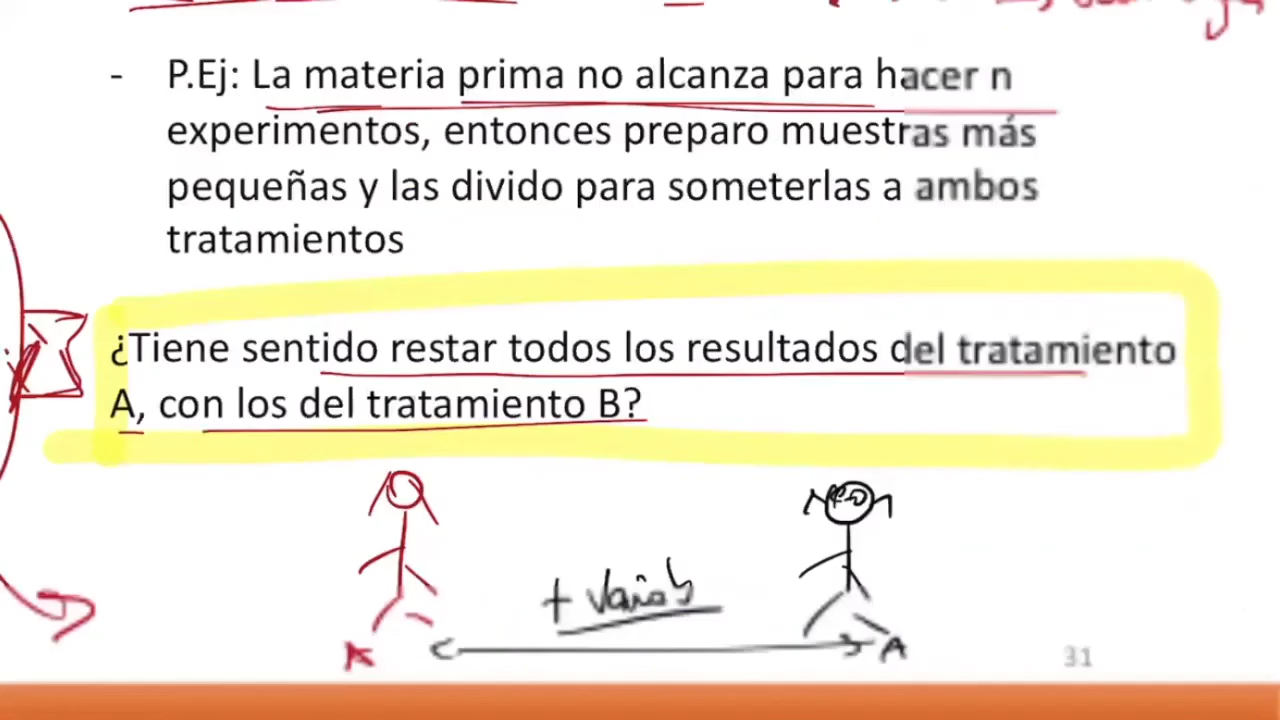 - P.Ej: La materia prima no alcanza para hacer n
experimentos, entonces preparo muestras más
pequeñas y las divido para someterlas a ambos
tratamientos
¿Tiene sentido restar todos los resultados del tratamiento
A, con los del tratamiento B?
A
A
31